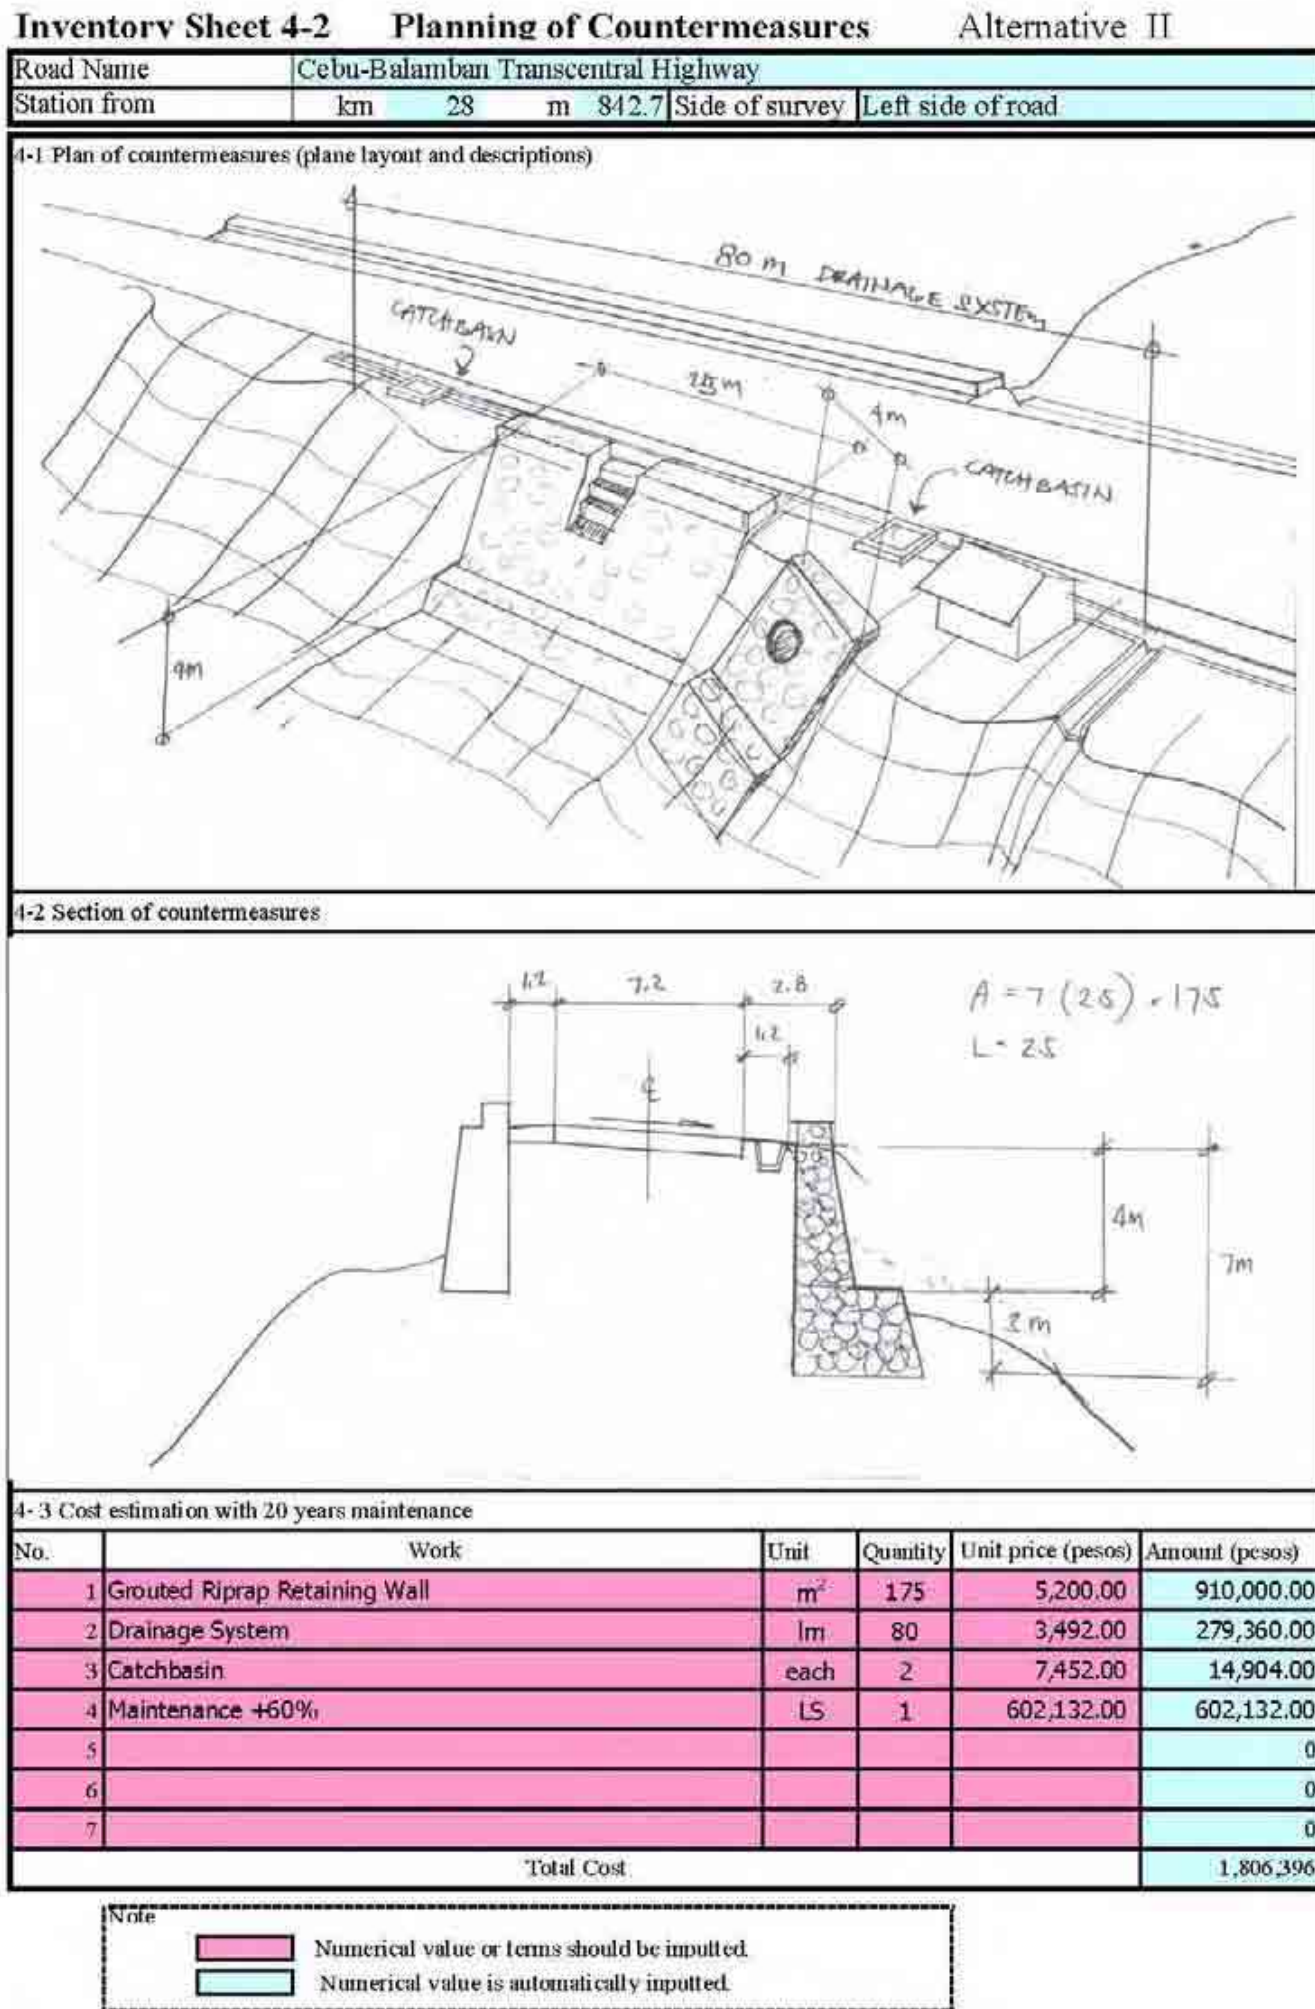 Inventory Sheet 4-2 Planning of Countermeasures Alternative II
Road Name Cebu-Balamban Transcentral Highway
Station from km 28 m 842.7 Side of survey Left side of road
4-1 Plan of countermeasures (plane layout and descriptions)
80 m DRAINAGE SYSTEM
CATCHBASIN
25 m
4m
CATCHBASIN
4-2 Section of countermeasures
1.2 7.2 2.8
1.2
A = 7 (25) = 175
L = 25
℄
4m
7m
3 m
4-3 Cost estimation with 20 years maintenance
No. Work Unit Quantity Unit price (pesos) Amount (pesos)
1 Grouted Riprap Retaining Wall m² 175 5,200.00 910,000.00
2 Drainage System lm 80 3,492.00 279,360.00
3 Catchbasin each 2 7,452.00 14,904.00
4 Maintenance +60% LS 1 602,132.00 602,132.00
5 0
6 0
7 0
Total Cost 1,806,396
Note
Numerical value or terms should be inputted.
Numerical value is automatically inputted.